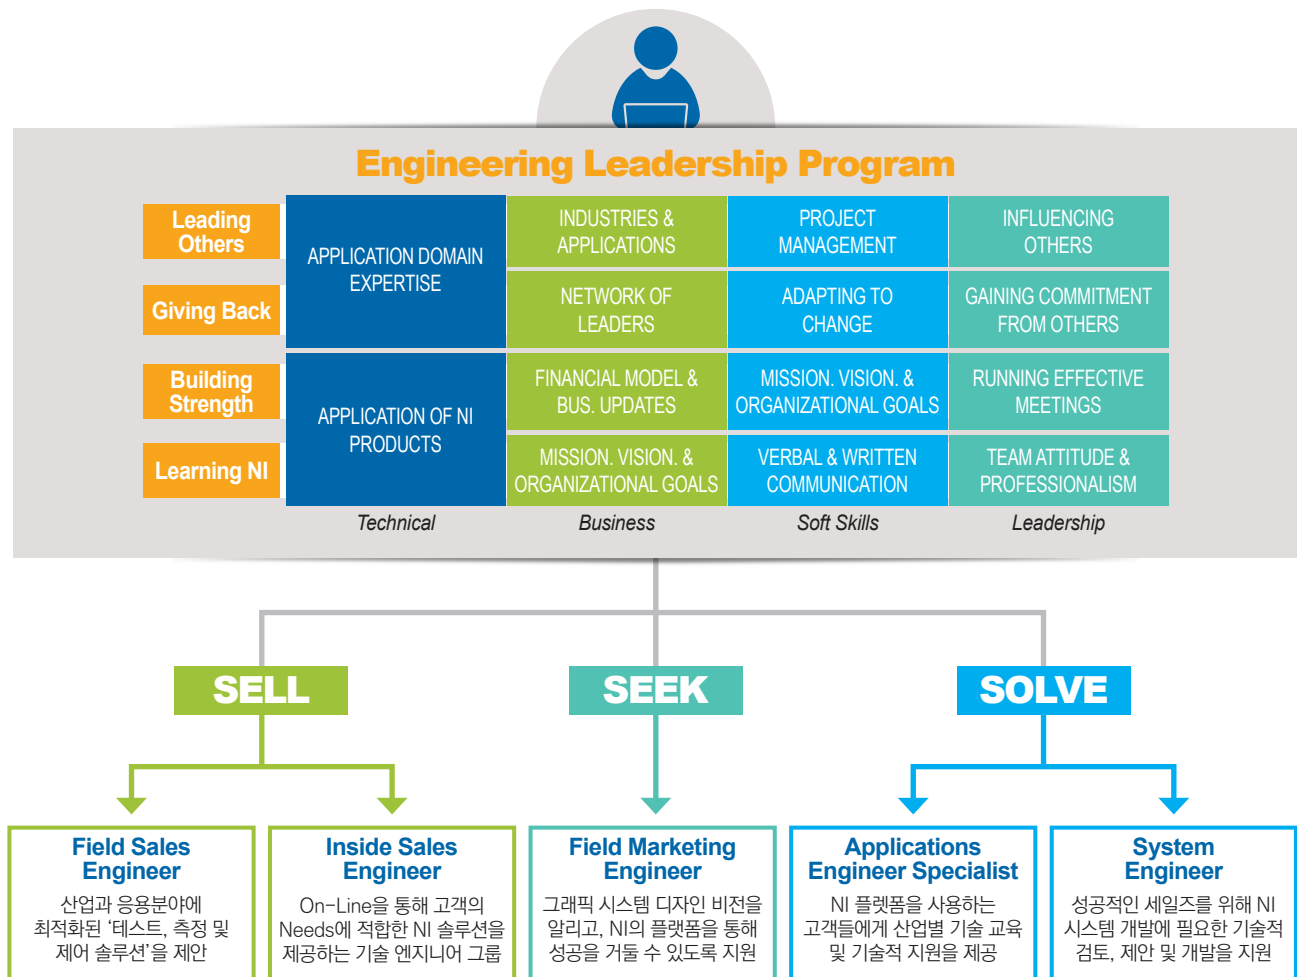 Engineering Leadership Program
Leading
Others
APPLICATION DOMAIN
EXPERTISE
INDUSTRIES &
APPLICATIONS
PROJECT
MANAGEMENT
INFLUENCING
OTHERS
Giving Back
NETWORK OF
LEADERS
ADAPTING TO
CHANGE
GAINING COMMITMENT
FROM OTHERS
Building
Strength
APPLICATION OF NI
PRODUCTS
FINANCIAL MODEL &
BUS. UPDATES
MISSION. VISION. &
ORGANIZATIONAL GOALS
RUNNING EFFECTIVE
MEETINGS
Learning NI
MISSION. VISION. &
ORGANIZATIONAL GOALS
VERBAL & WRITTEN
COMMUNICATION
TEAM ATTITUDE &
PROFESSIONALISM
Technical
Business
Soft Skills
Leadership
SELL
SEEK
SOLVE
Field Sales
Engineer
산업과 응용분야에
최적화된 ‘테스트, 측정 및
제어 솔루션’을 제안
Inside Sales
Engineer
On-Line을 통해 고객의
Needs에 적합한 NI 솔루션을
제공하는 기술 엔지니어 그룹
Field Marketing
Engineer
그래픽 시스템 디자인 비전을
알리고, NI의 플랫폼을 통해
성공을 거둘 수 있도록 지원
Applications
Engineer Specialist
NI 플렛폼을 사용하는
고객들에게 산업별 기술 교육
및 기술적 지원을 제공
System
Engineer
성공적인 세일즈를 위해 NI
시스템 개발에 필요한 기술적
검토, 제안 및 개발을 지원